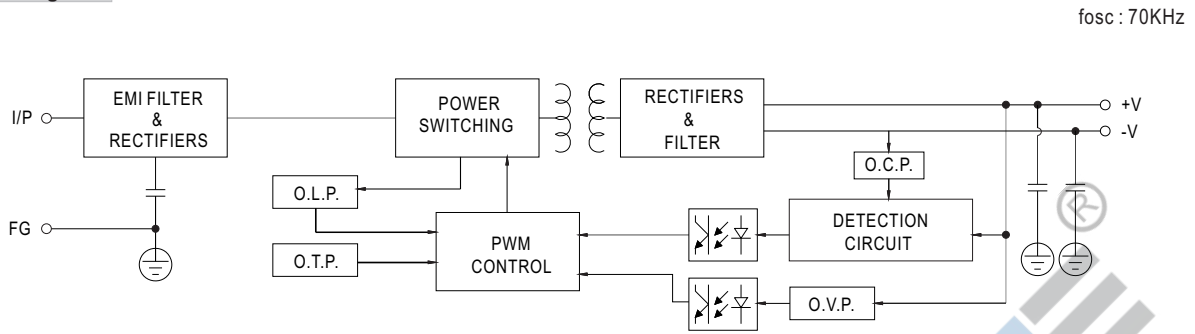 fosc : 70KHz
I/P
EMI FILTER
&
RECTIFIERS
POWER
SWITCHING
RECTIFIERS
&
FILTER
+V
-V
O.C.P.
O.L.P.
FG
O.T.P.
PWM
CONTROL
DETECTION
CIRCUIT
O.V.P.
®